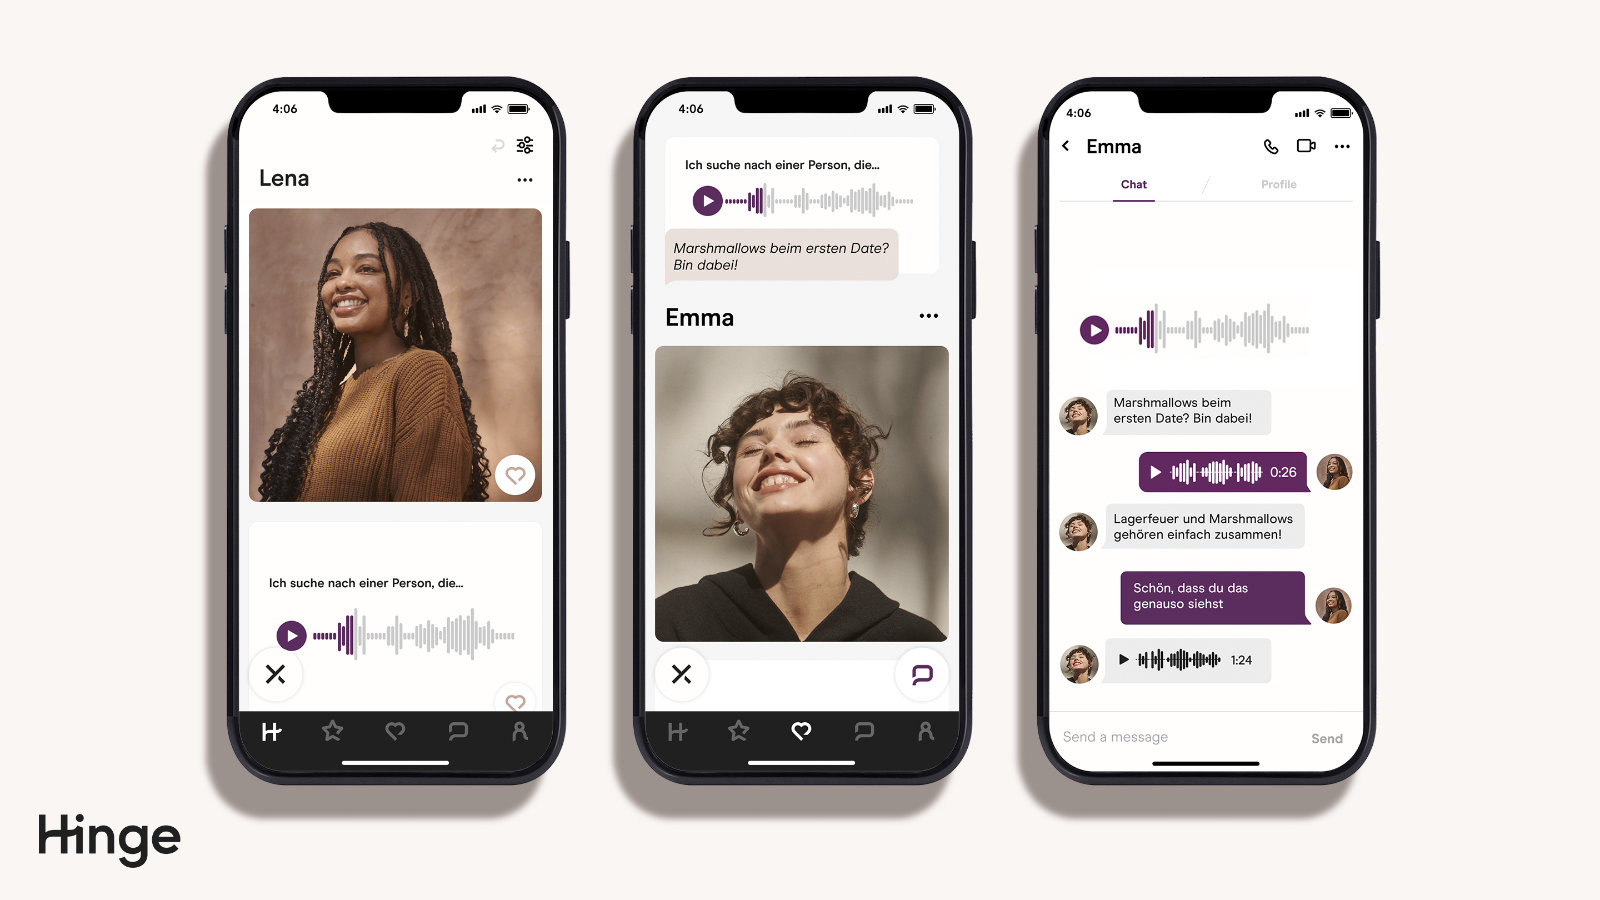 4:06
Lena
Ich suche nach einer Person, die...
4:06
Ich suche nach einer Person, die...
Marshmallows beim ersten Date?
Bin dabei!
Emma
4:06
Emma
Chat
Profile
Marshmallows beim
ersten Date? Bin dabei!
0:26
Lagerfeuer und Marshmallows
gehören einfach zusammen!
Schön, dass du das
genauso siehst
1:24
Send a message
Send
Hinge